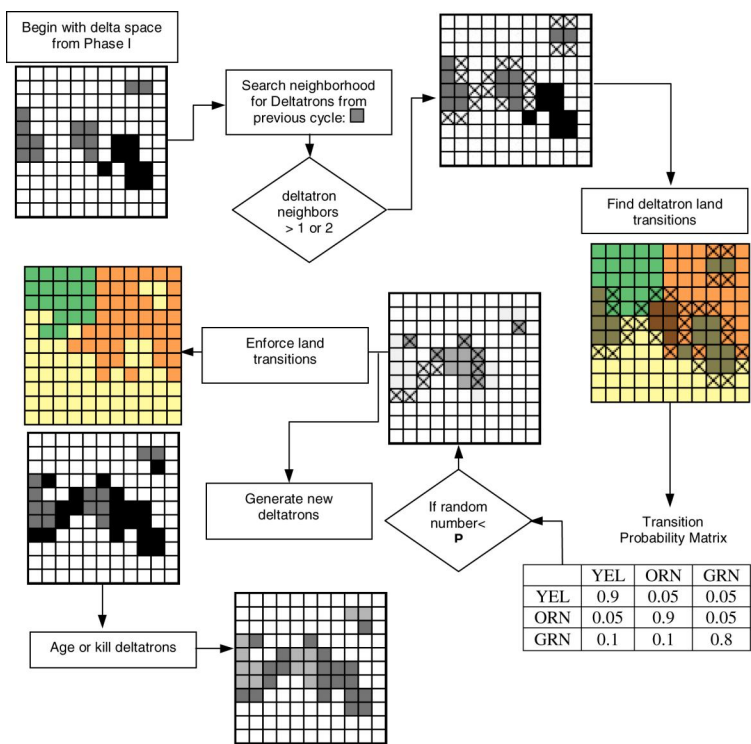 Begin with delta space
from Phase I
Search neighborhood
for Deltatrons from
previous cycle:
deltatron
neighbors
> 1 or 2
Find deltatron land
transitions
Transition
Probability Matrix
YEL ORN GRN
YEL 0.9 0.05 0.05
ORN 0.05 0.9 0.05
GRN 0.1 0.1 0.8
If random
number<
P
Enforce land
transitions
Generate new
deltatrons
Age or kill deltatrons